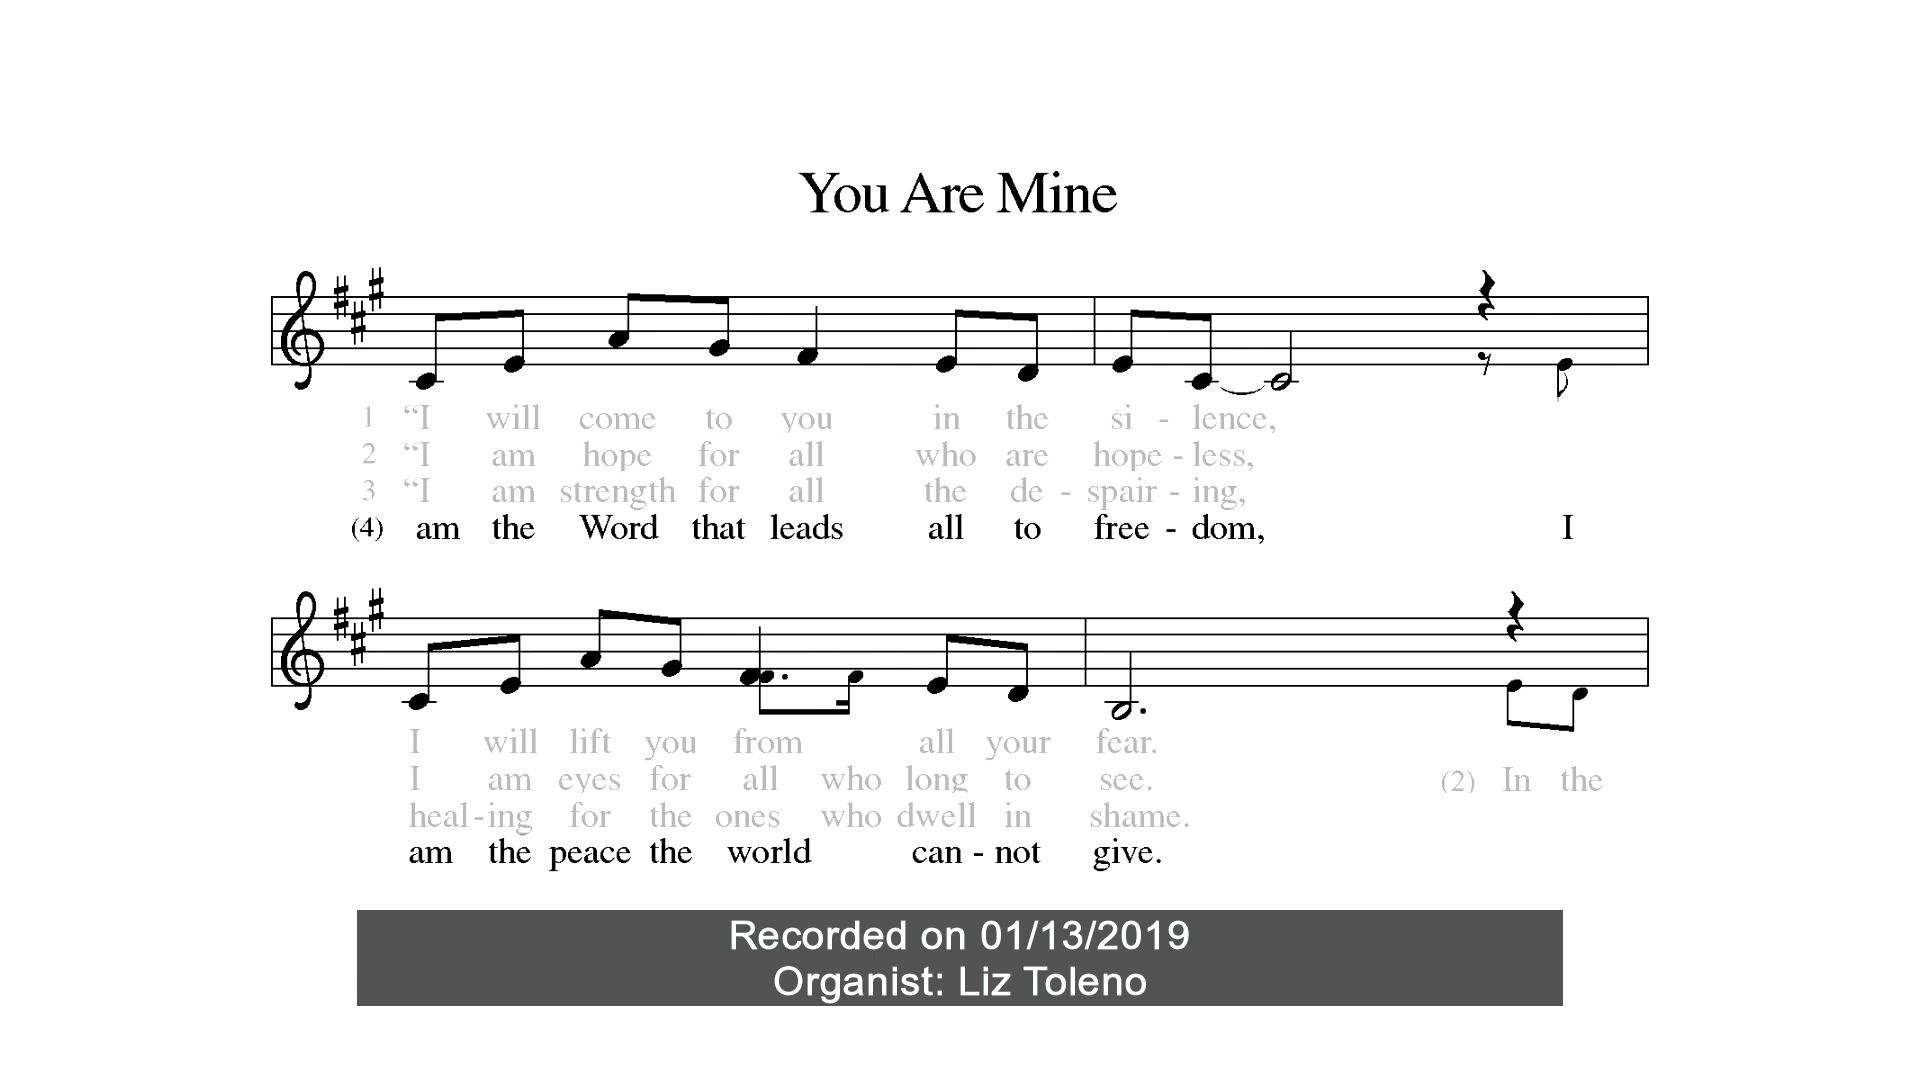 You Are Mine
1 “I will come to you in the si - lence,
2 “I am hope for all who are hope - less,
3 “I am strength for all the de - spair - ing,
(4) am the Word that leads all to free - dom, I
I will lift you from all your fear.
I am eyes for all who long to see. (2) In the
heal - ing for the ones who dwell in shame.
am the peace the world can - not give.
Recorded on 01/13/2019
Organist: Liz Toleno